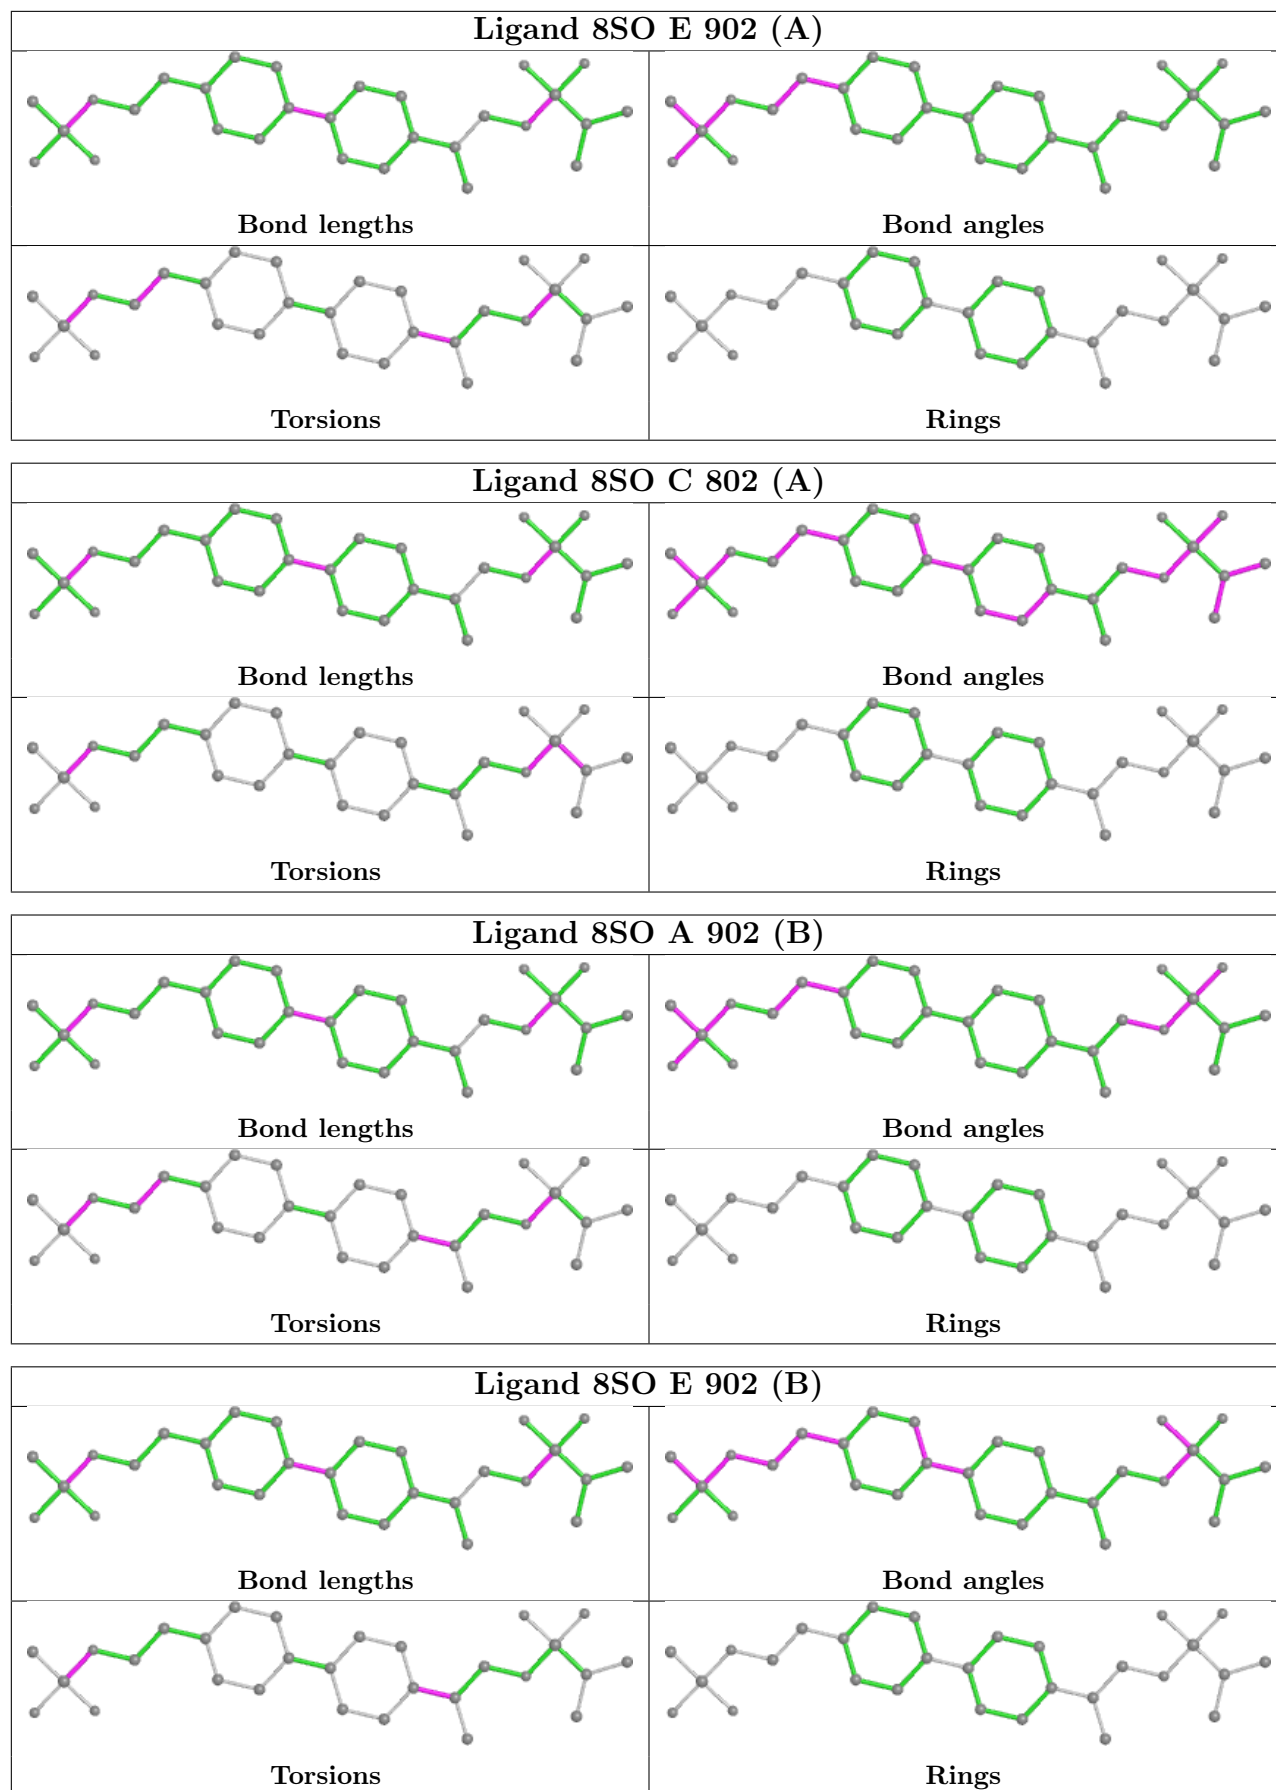 Ligand 8SO E 902 (A)
Bond lengths
Bond angles
Torsions
Rings
Ligand 8SO C 802 (A)
Bond lengths
Bond angles
Torsions
Rings
Ligand 8SO A 902 (B)
Bond lengths
Bond angles
Torsions
Rings
Ligand 8SO E 902 (B)
Bond lengths
Bond angles
Torsions
Rings